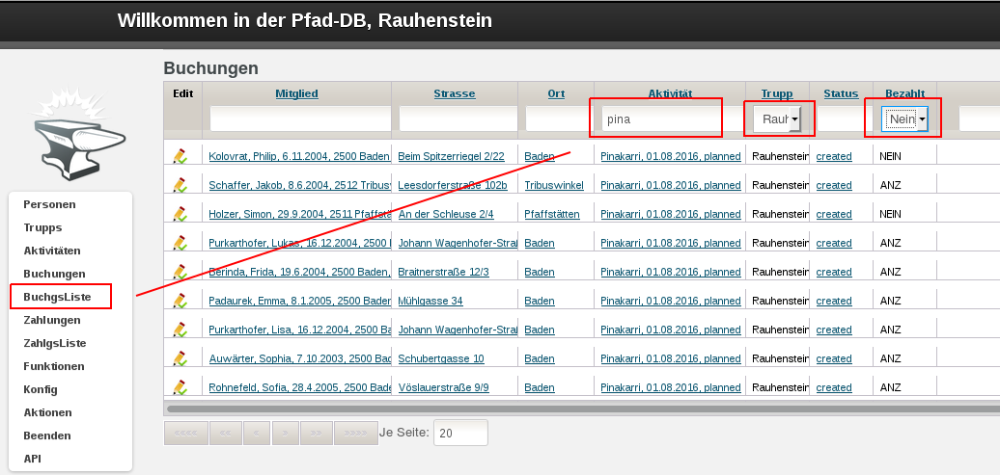 Willkommen in der Pfad-DB, Rauhenstein
Buchungen
Edit Mitglied Strasse Ort Aktivität Trupp Status Bezahlt
pina Rauh Nein
Kolovrat, Philip, 6.11.2004, 2500 Baden Beim Spitzerriegel 2/22 Baden Pinakarri, 01.08.2016, planned Rauhenstein created NEIN
Schaffer, Jakob, 8.6.2004, 2512 Tribus Leesdorferstraße 102b Tribuswinkel Pinakarri, 01.08.2016, planned Rauhenstein created ANZ
Holzer, Simon, 29.9.2004, 2511 Pfaffstä An der Schleuse 2/4 Pfaffstätten Pinakarri, 01.08.2016, planned Rauhenstein created NEIN
Purkarthofer, Lukas, 16.12.2004, 2500 Johann Wagenhofer-Stra Baden Pinakarri, 01.08.2016, planned Rauhenstein created ANZ
Berinda, Frida, 19.6.2004, 2500 Baden, Braitnerstraße 12/3 Baden Pinakarri, 01.08.2016, planned Rauhenstein created ANZ
Padaurek, Emma, 8.1.2005, 2500 Baden Mühlgasse 34 Baden Pinakarri, 01.08.2016, planned Rauhenstein created ANZ
Purkarthofer, Lisa, 16.12.2004, 2500 Ba Johann Wagenhofer-Stra Baden Pinakarri, 01.08.2016, planned Rauhenstein created ANZ
Auwärter, Sophia, 7.10.2003, 2500 Bad Schubertgasse 10 Baden Pinakarri, 01.08.2016, planned Rauhenstein created ANZ
Rohnefeld, Sofia, 28.4.2005, 2500 Bade Vöslauerstraße 9/9 Baden Pinakarri, 01.08.2016, planned Rauhenstein created ANZ
<<<< << < > >> >>>> Je Seite: 20
Personen
Trupps
Aktivitäten
Buchungen
BuchgsListe
Zahlungen
ZahlgsListe
Funktionen
Konfig
Aktionen
Beenden
API